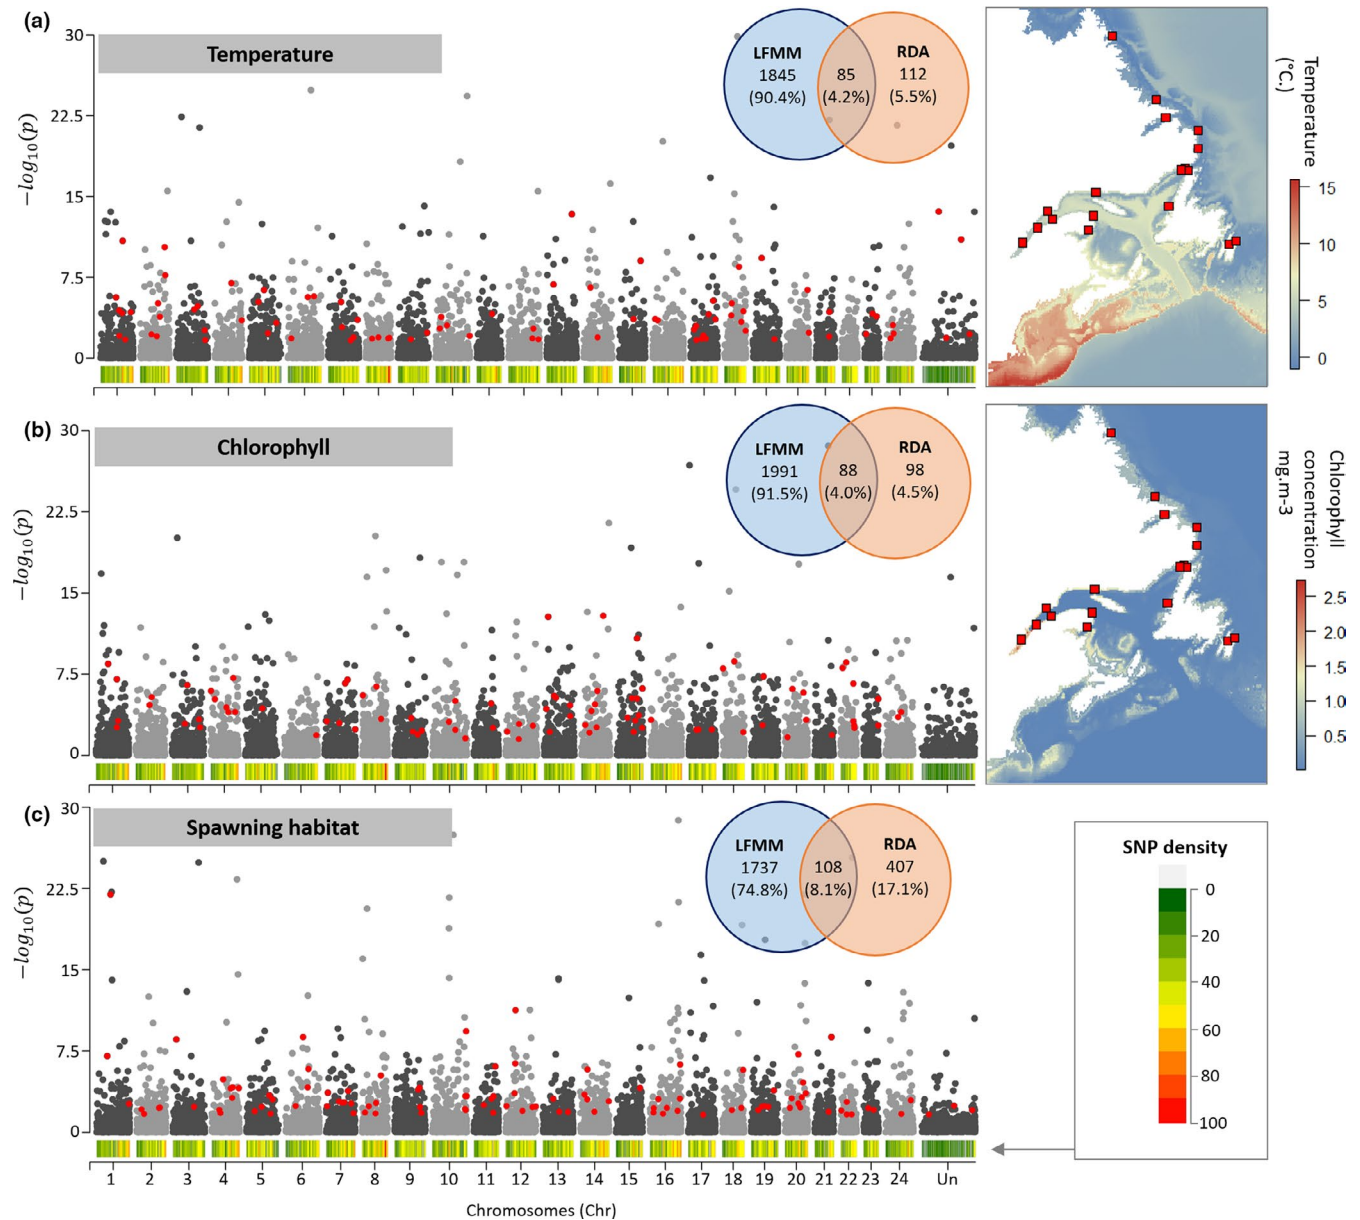 (a)
Temperature
30
22.5
15
7.5
0
−log10(p)
LFMM
1845
(90.4%)
85
(4.2%)
RDA
112
(5.5%)
Temperature
(°C.)
15
10
5
0
(b)
Chlorophyll
30
22.5
15
7.5
0
−log10(p)
LFMM
1991
(91.5%)
88
(4.0%)
RDA
98
(4.5%)
Chlorophyll
concentration
mg.m-3
2.5
2.0
1.5
1.0
0.5
(c)
Spawning habitat
30
22.5
15
7.5
0
−log10(p)
LFMM
1737
(74.8%)
108
(8.1%)
RDA
407
(17.1%)
SNP density
0
20
40
60
80
100
1 2 3 4 5 6 7 8 9 10 11 12 13 14 15 16 17 18 19 20 21 22 23 24 Un
Chromosomes (Chr)